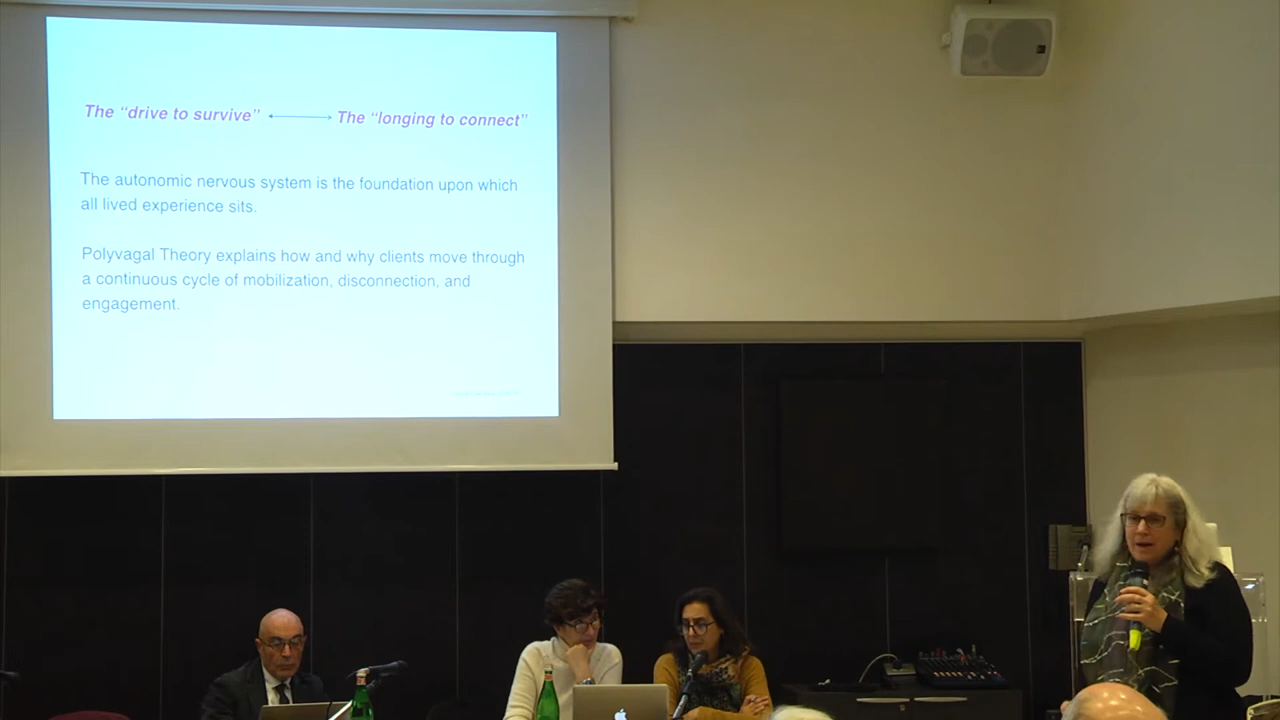 The “drive to survive” The “longing to connect”
The autonomic nervous system is the foundation upon which
all lived experience sits.
Polyvagal Theory explains how and why clients move through
a continuous cycle of mobilization, disconnection, and
engagement.